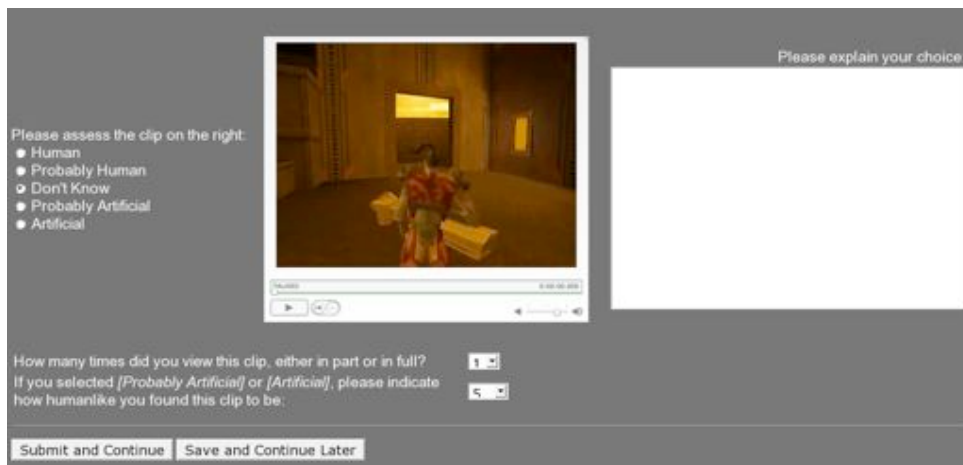 Please explain your choice
Please assess the clip on the right:
Human
Probably Human
Don't Know
Probably Artificial
Artificial
How many times did you view this clip, either in part or in full?
1
If you selected [Probably Artificial] or [Artificial], please indicate
how humanlike you found this clip to be:
5
Submit and Continue
Save and Continue Later